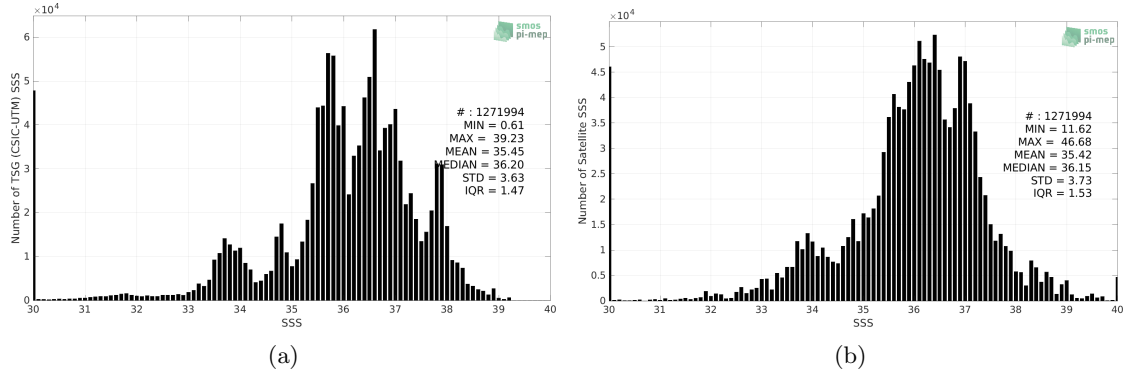 ×10⁴
6
5
4
3
2
1
0
Number of TSG (CSIC-UTM) SSS
30 31 32 33 34 35 36 37 38 39 40
SSS
smos
pi-mep
# : 1271994
MIN = 0.61
MAX = 39.23
MEAN = 35.45
MEDIAN = 36.20
STD = 3.63
IQR = 1.47
(a)
×10⁴
5
4.5
4
3.5
3
2.5
2
1.5
1
0.5
0
Number of Satellite SSS
30 31 32 33 34 35 36 37 38 39 40
SSS
smos
pi-mep
# : 1271994
MIN = 11.62
MAX = 46.68
MEAN = 35.42
MEDIAN = 36.15
STD = 3.73
IQR = 1.53
(b)